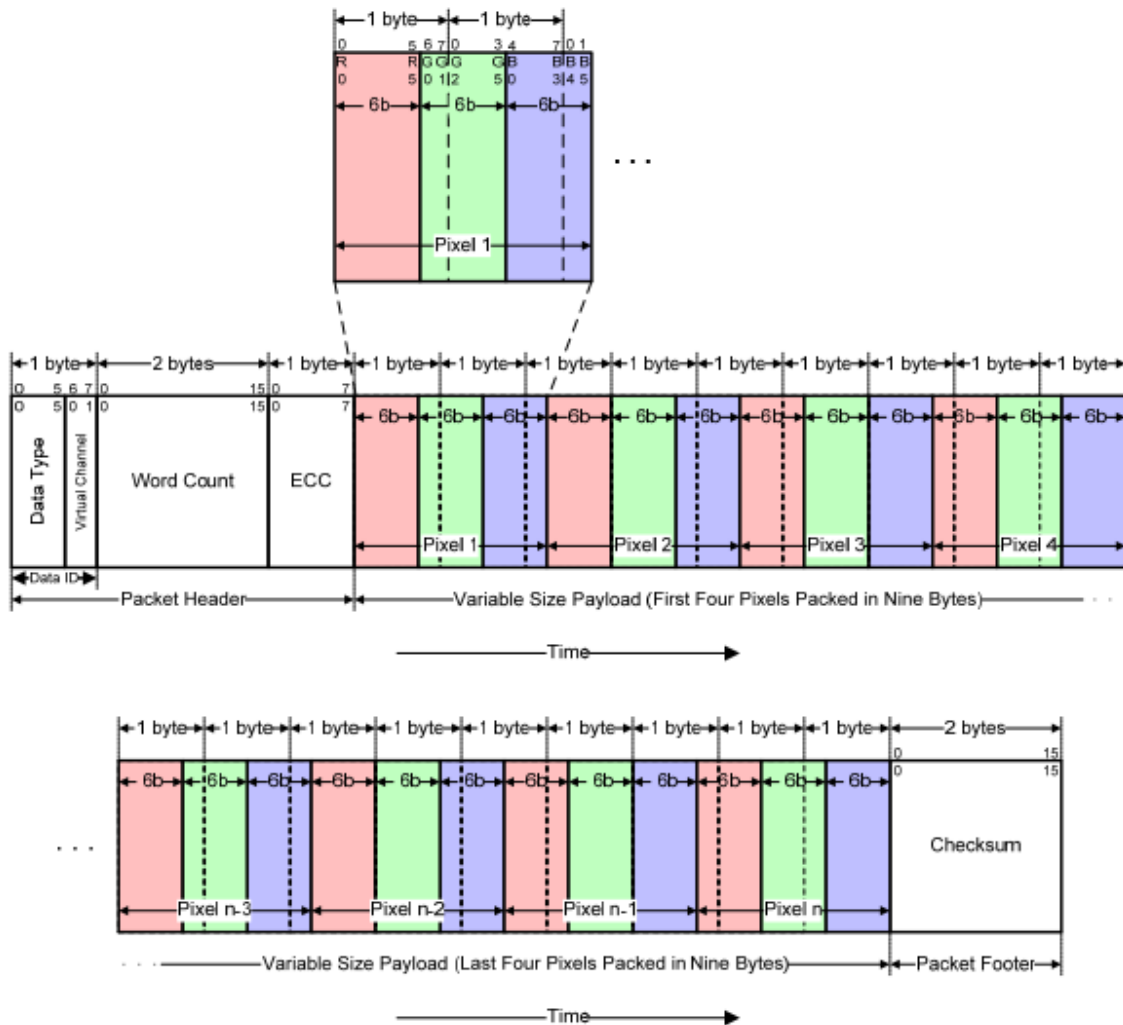 1 byte 1 byte
0 5 6 7 0 3 4 7 0 1
R R G G G G B B B B
0 5 0 1 2 5 0 3 4 5
6b 6b 6b
. . .
Pixel 1
1 byte 2 bytes 1 byte 1 byte 1 byte 1 byte 1 byte 1 byte 1 byte 1 byte 1 byte 1 byte
0 5 6 7 0 15 0 7
0 5 0 1 0 15 0 7
6b 6b 6b 6b 6b 6b 6b 6b 6b 6b 6b 6b
Data Type
Virtual Channel
Word Count
ECC
Pixel 1 Pixel 2 Pixel 3 Pixel 4
Data ID
Packet Header
Variable Size Payload (First Four Pixels Packed in Nine Bytes) . . .
Time
1 byte 1 byte 1 byte 1 byte 1 byte 1 byte 1 byte 1 byte 1 byte 2 bytes
0 15
0 15
6b 6b 6b 6b 6b 6b 6b 6b 6b 6b 6b 6b
. . .
Checksum
Pixel n-3 Pixel n-2 Pixel n-1 Pixel n
. . . Variable Size Payload (Last Four Pixels Packed in Nine Bytes) Packet Footer
Time